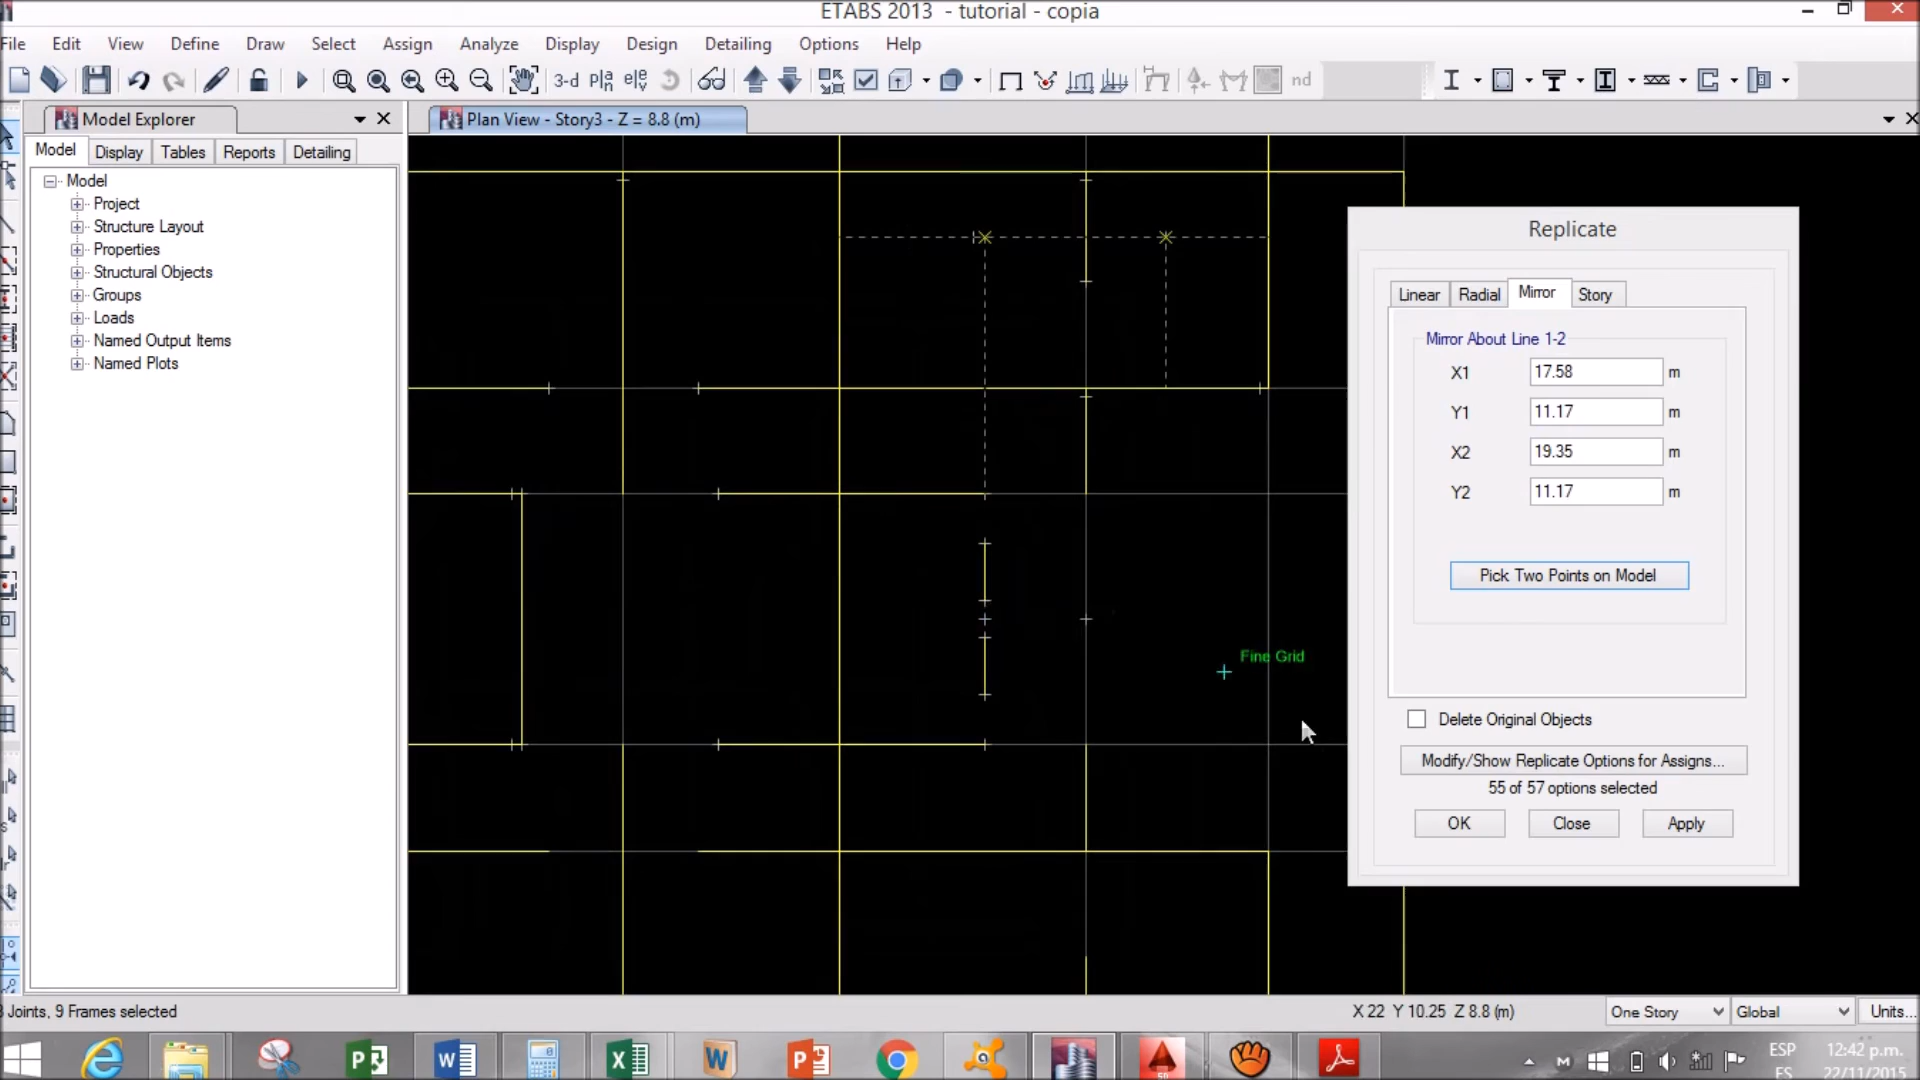 ETABS 2013 - tutorial - copia
File Edit View Define Draw Select Assign Analyze Display Design Detailing Options Help
3-d nd
Model Explorer
Plan View - Story3 - Z = 8.8 (m)
Model Display Tables Reports Detailing
Model
Project
Structure Layout
Properties
Structural Objects
Groups
Loads
Named Output Items
Named Plots
Fine Grid
Replicate
Linear Radial Mirror Story
Mirror About Line 1-2
X1 17.58 m
Y1 11.17 m
X2 19.35 m
Y2 11.17 m
Pick Two Points on Model
Delete Original Objects
Modify/Show Replicate Options for Assigns...
55 of 57 options selected
OK Close Apply
Joints, 9 Frames selected
X 22 Y 10.25 Z 8.8 (m)
One Story Global Units...
ESP 12:42 p.m.
ES 22/11/2015